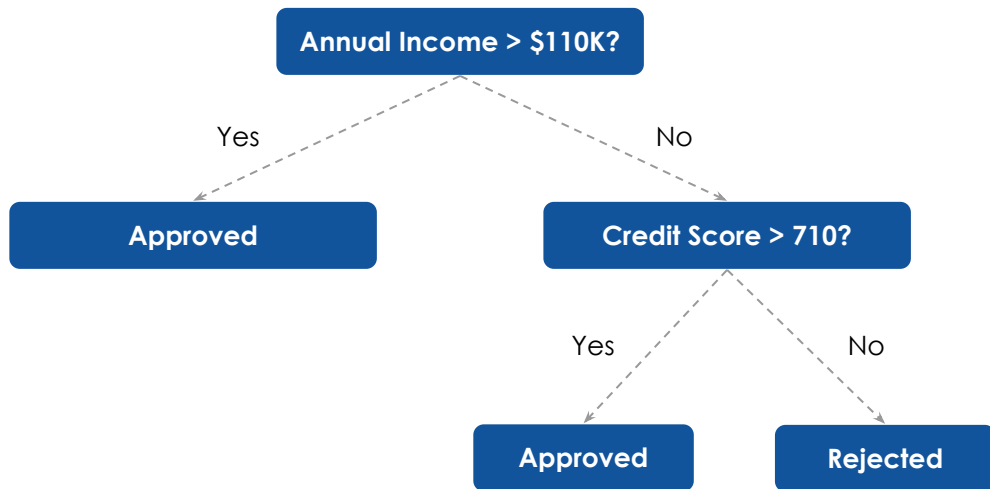 Annual Income > $110K?
Yes
No
Approved
Credit Score > 710?
Yes
No
Approved
Rejected